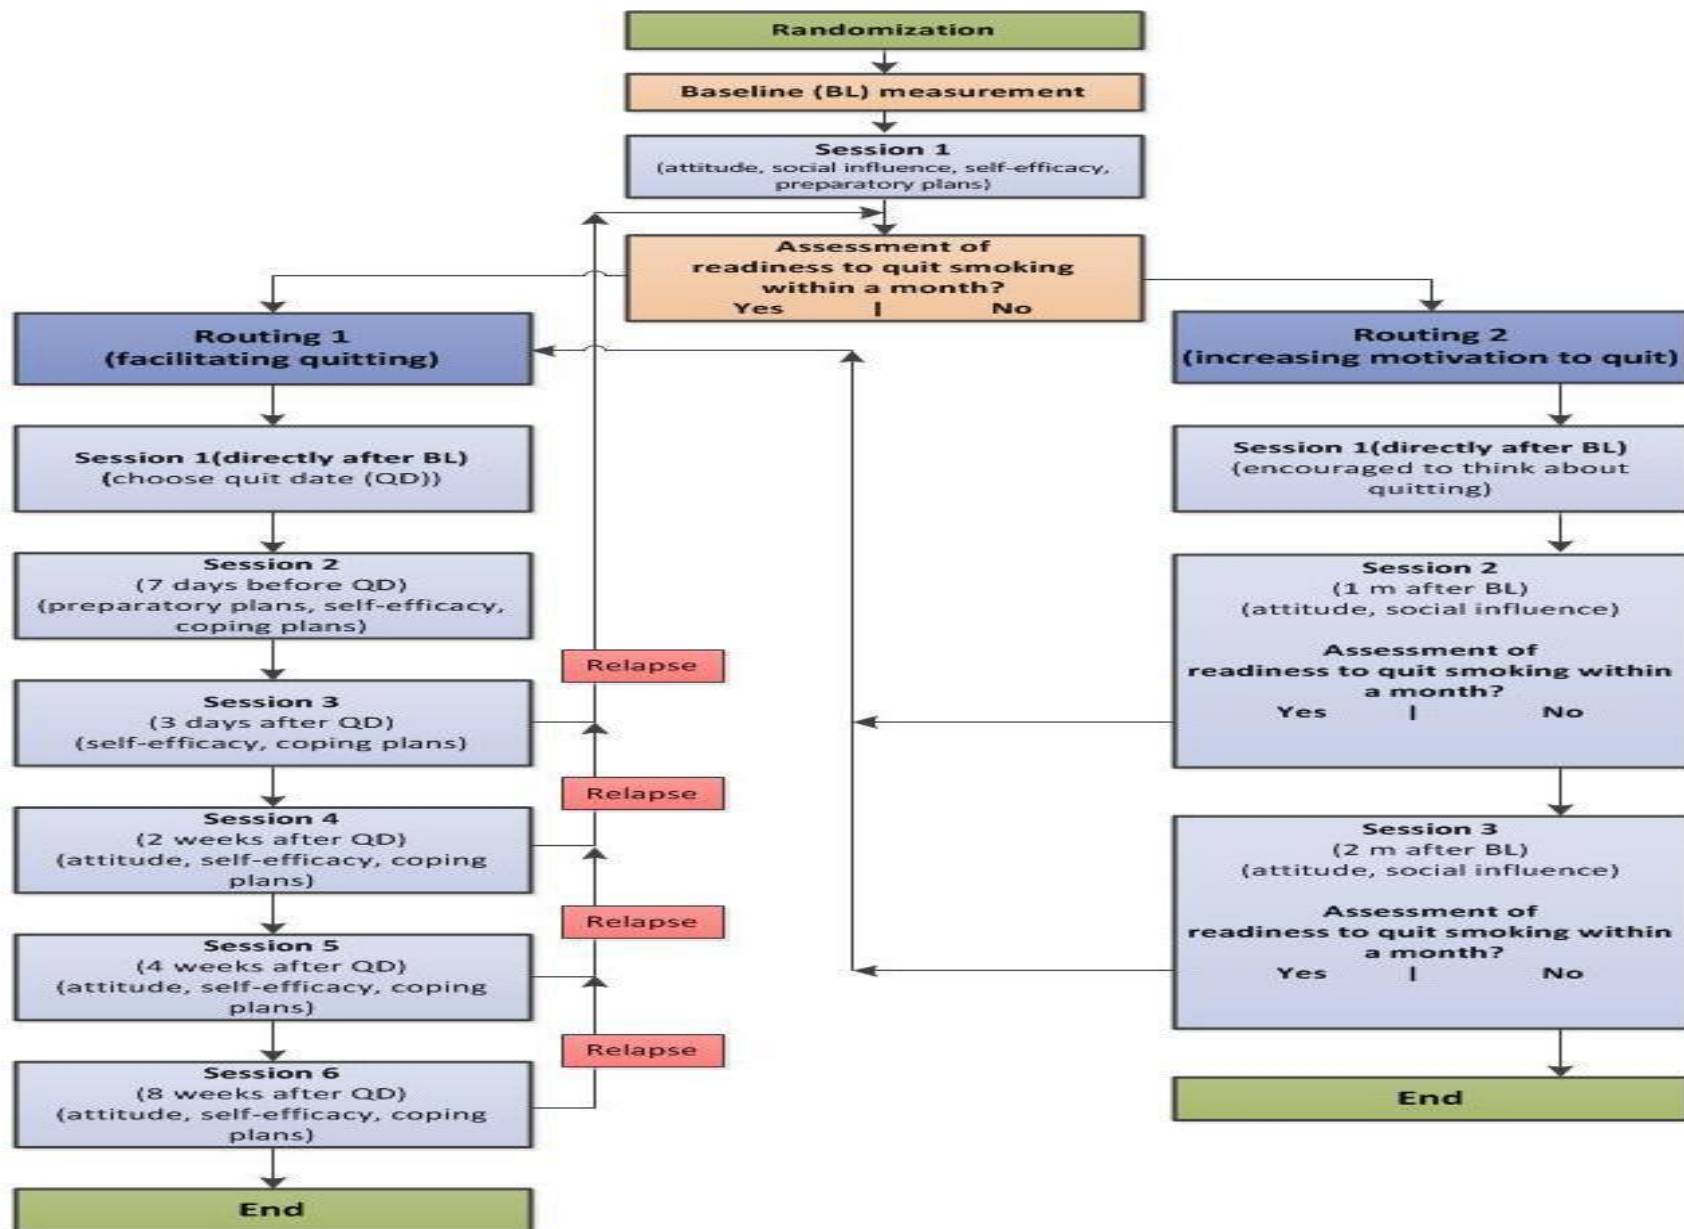 Randomization
Baseline (BL) measurement
Session 1
(attitude, social influence, self-efficacy,
preparatory plans)
Assessment of
readiness to quit smoking
within a month?
Yes | No
Routing 1
(facilitating quitting)
Session 1(directly after BL)
(choose quit date (QD))
Session 2
(7 days before QD)
(preparatory plans, self-efficacy,
coping plans)
Session 3
(3 days after QD)
(self-efficacy, coping plans)
Session 4
(2 weeks after QD)
(attitude, self-efficacy, coping
plans)
Session 5
(4 weeks after QD)
(attitude, self-efficacy, coping
plans)
Session 6
(8 weeks after QD)
(attitude, self-efficacy, coping
plans)
End
Relapse
Relapse
Relapse
Relapse
Routing 2
(increasing motivation to quit)
Session 1(directly after BL)
(encouraged to think about
quitting)
Session 2
(1 m after BL)
(attitude, social influence)
Assessment of
readiness to quit smoking within
a month?
Yes | No
Session 3
(2 m after BL)
(attitude, social influence)
Assessment of
readiness to quit smoking within
a month?
Yes | No
End